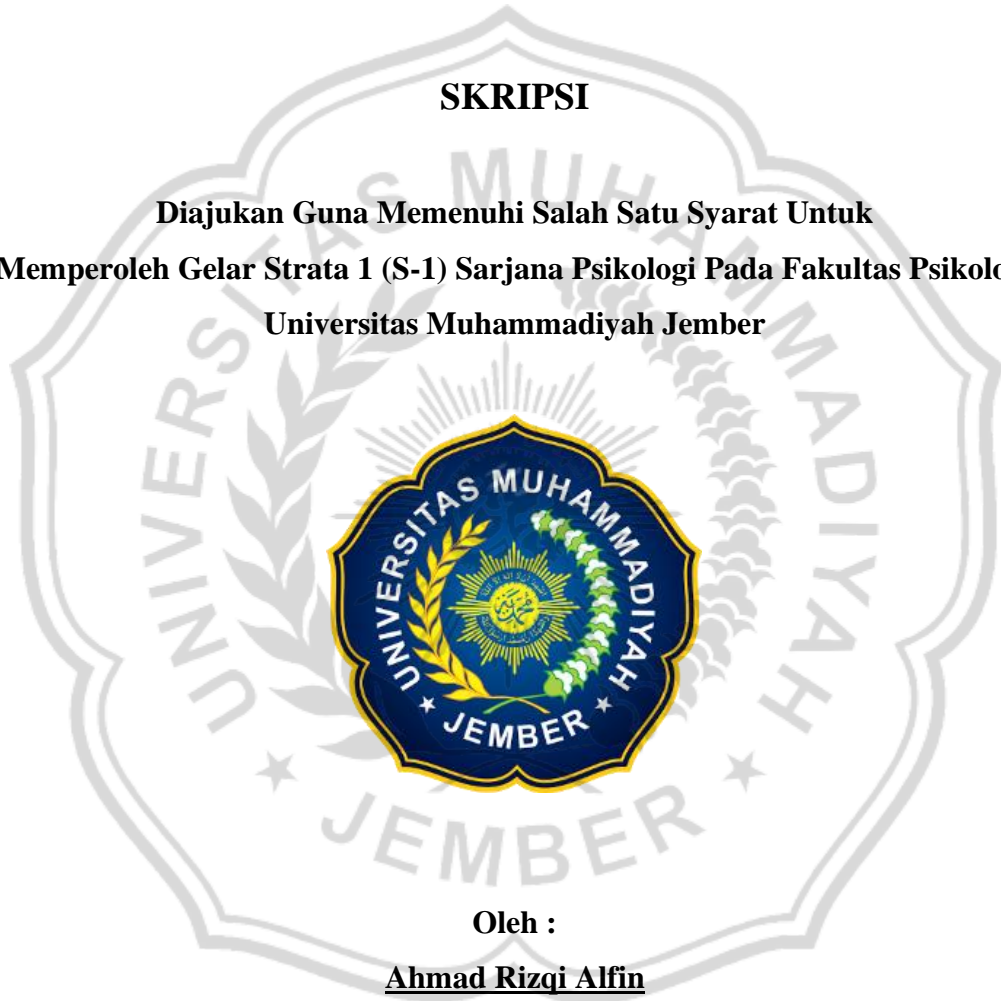 SKRIPSI
Diajukan Guna Memenuhi Salah Satu Syarat Untuk
Memperoleh Gelar Strata 1 (S-1) Sarjana Psikologi Pada Fakultas Psikolo
Universitas Muhammadiyah Jember
UNIVERSITAS MUHAMMADIYAH
JEMBER
UNIVERSITAS MUHAMMADIYAH
JEMBER
Oleh :
Ahmad Rizqi Alfin